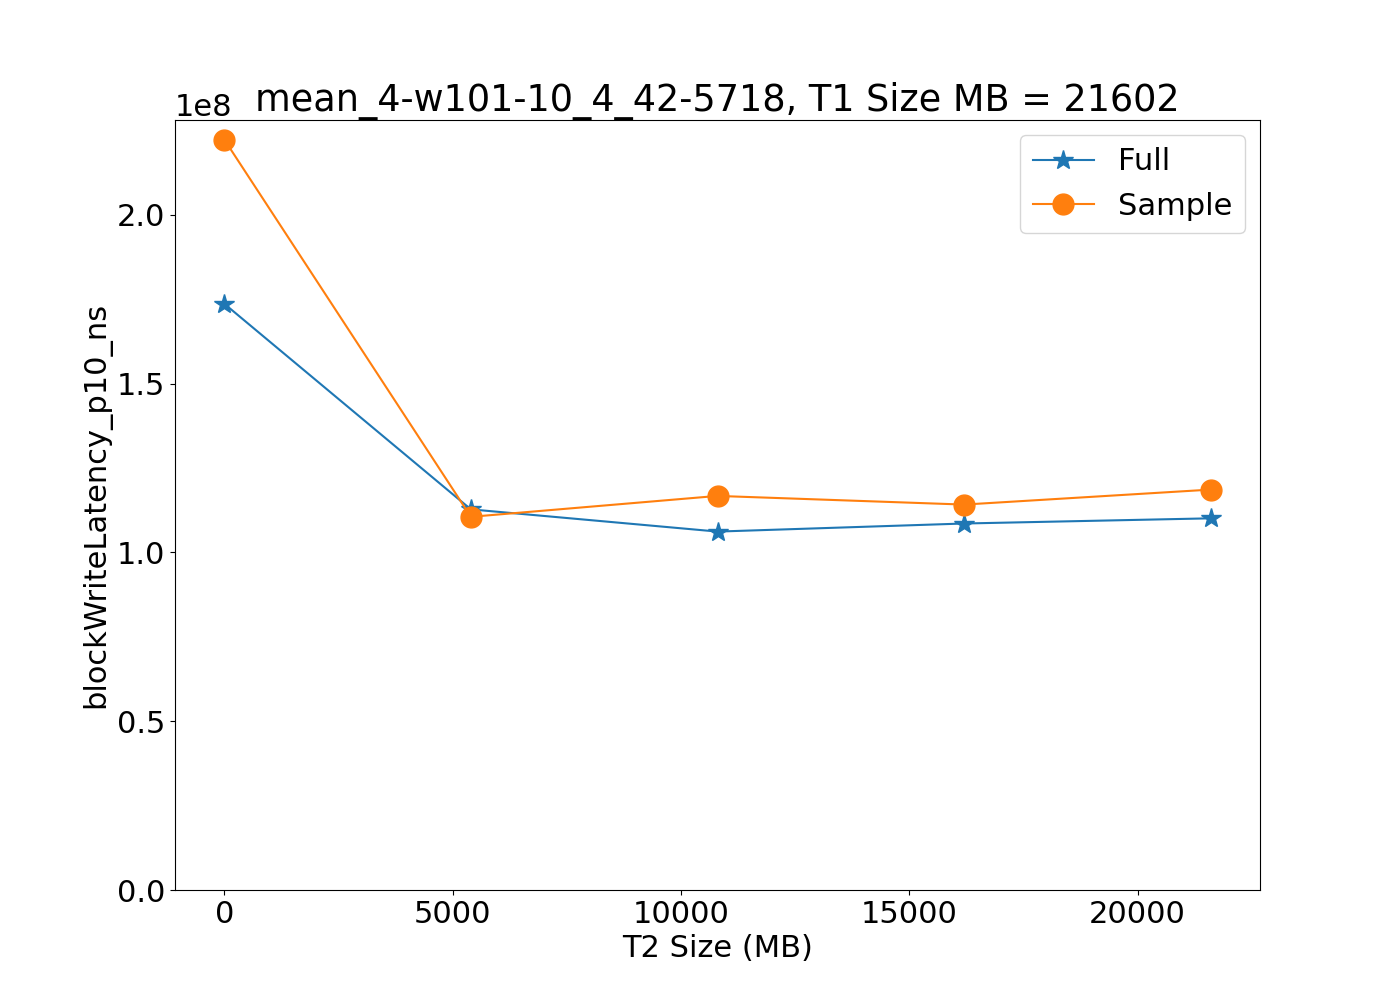 1e8
mean_4-w101-10_4_42-5718, T1 Size MB = 21602
Full
Sample
blockWriteLatency_p10_ns
2.0
1.5
1.0
0.5
0.0
0
5000
10000
15000
20000
T2 Size (MB)